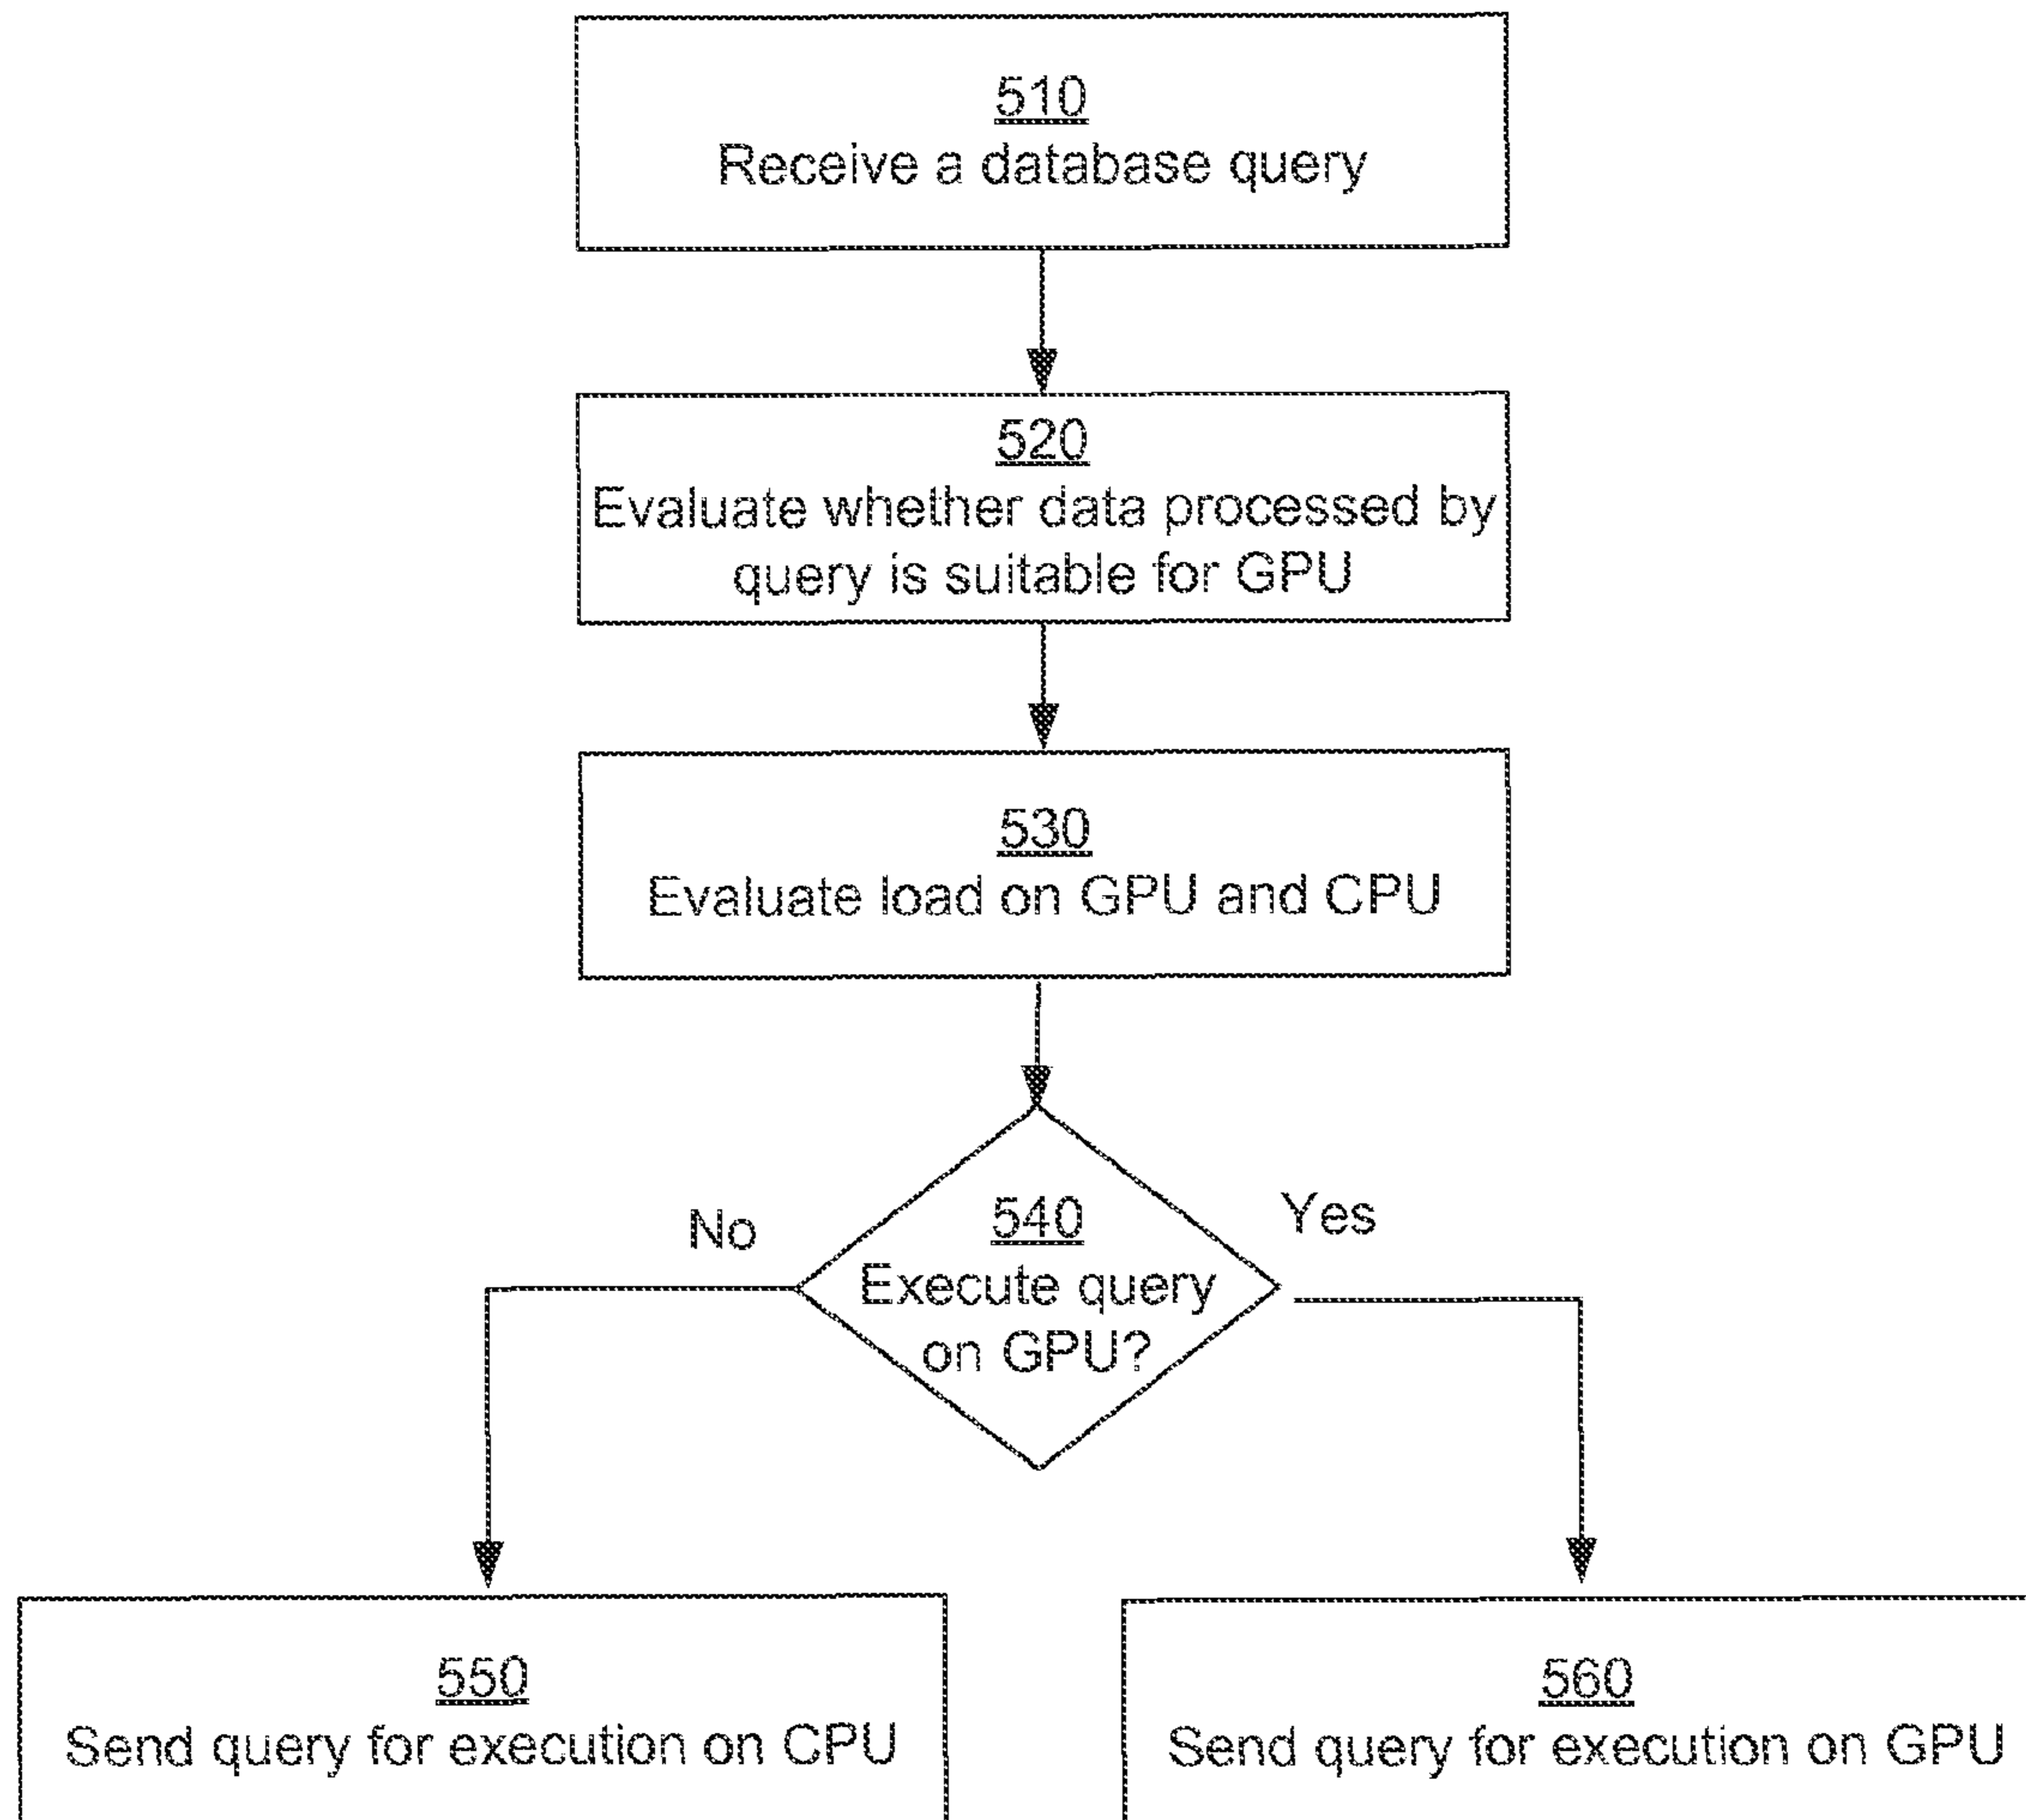 510
Receive a database query
520
Evaluate whether data processed by
query is suitable for GPU
530
Evaluate load on GPU and CPU
540
Execute query
on GPU?
No
Yes
550
Send query for execution on CPU
560
Send query for execution on GPU